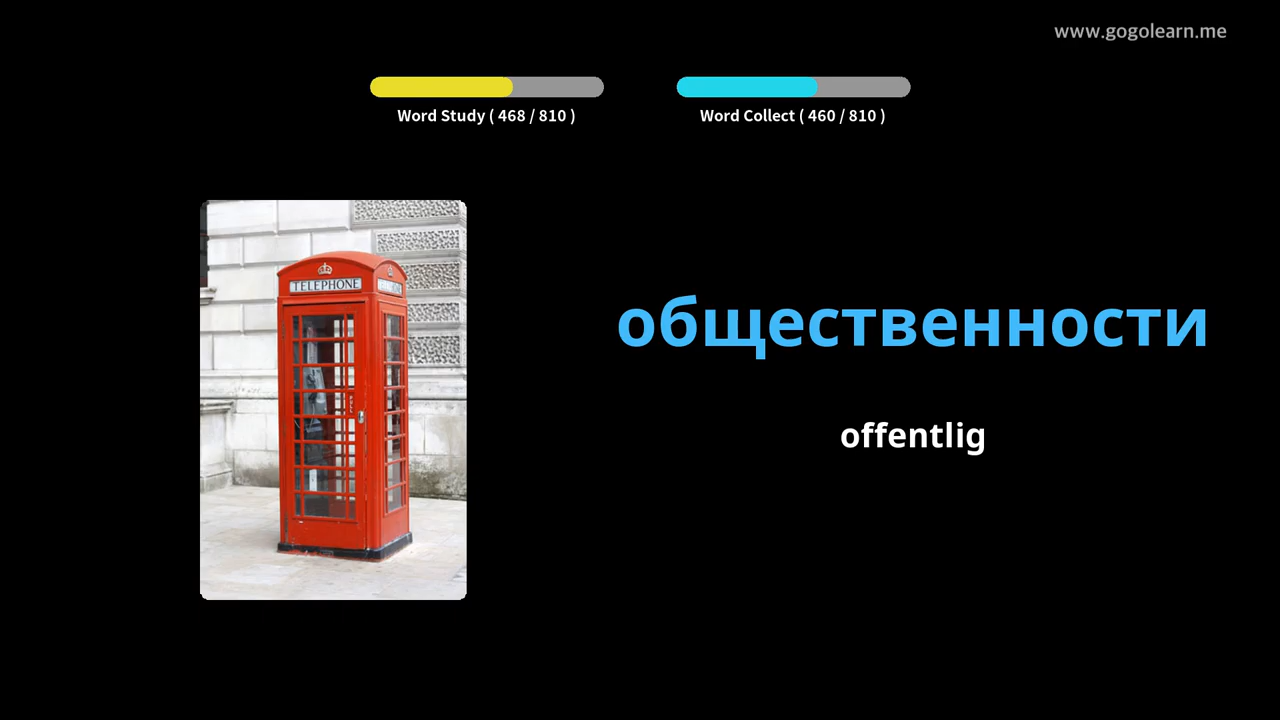 www.gogolearn.me
Word Study ( 468 / 810 )
Word Collect ( 460 / 810 )
TELEPHONE
общественности
offentlig